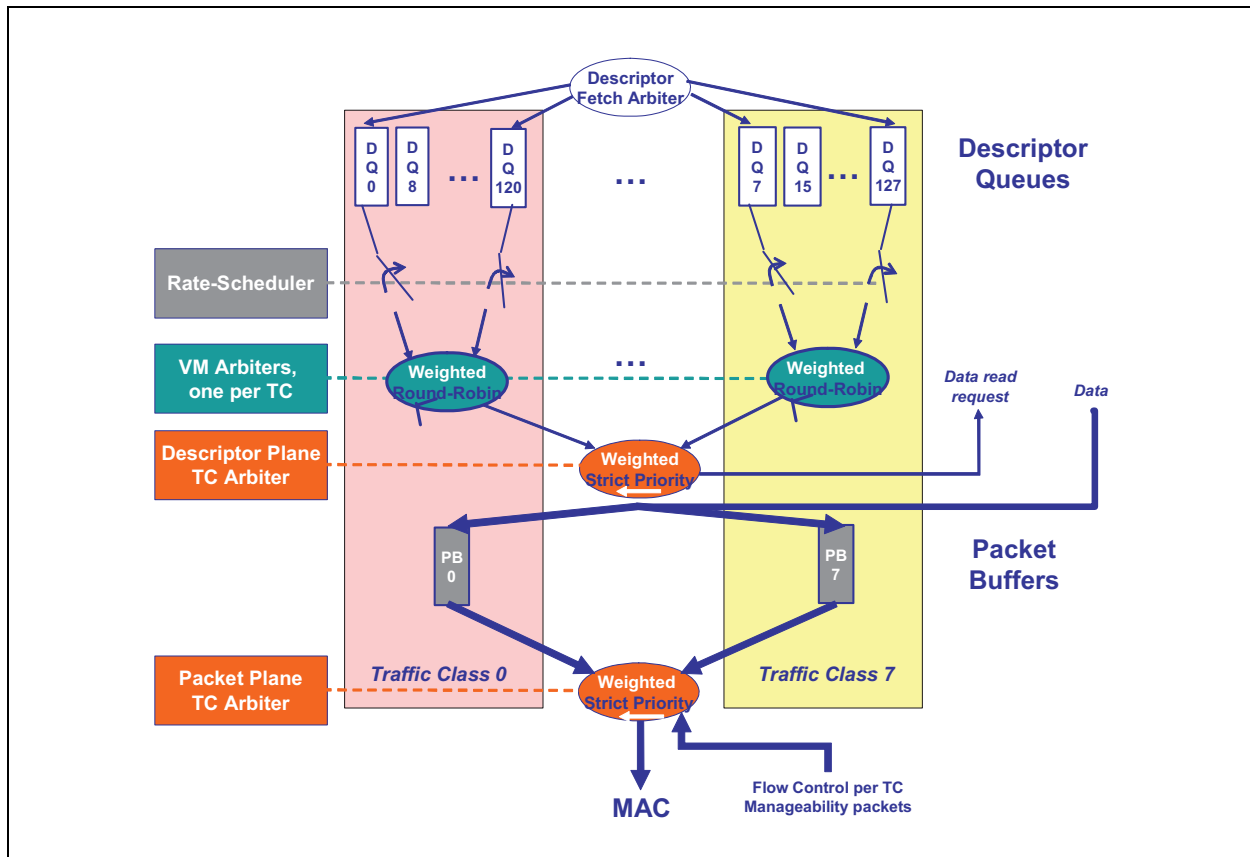 Descriptor
Fetch Arbiter
D
Q
0
D
Q
8
...
D
Q
120
...
D
Q
7
D
Q
15
...
D
Q
127
Descriptor
Queues
Rate-Scheduler
VM Arbiters,
one per TC
Weighted
Round-Robin
...
Weighted
Round-Robin
Data read
request
Data
Descriptor Plane
TC Arbiter
Weighted
Strict Priority
PB
0
PB
7
Packet
Buffers
Packet Plane
TC Arbiter
Traffic Class 0
Weighted
Strict Priority
Traffic Class 7
MAC
Flow Control per TC
Manageability packets